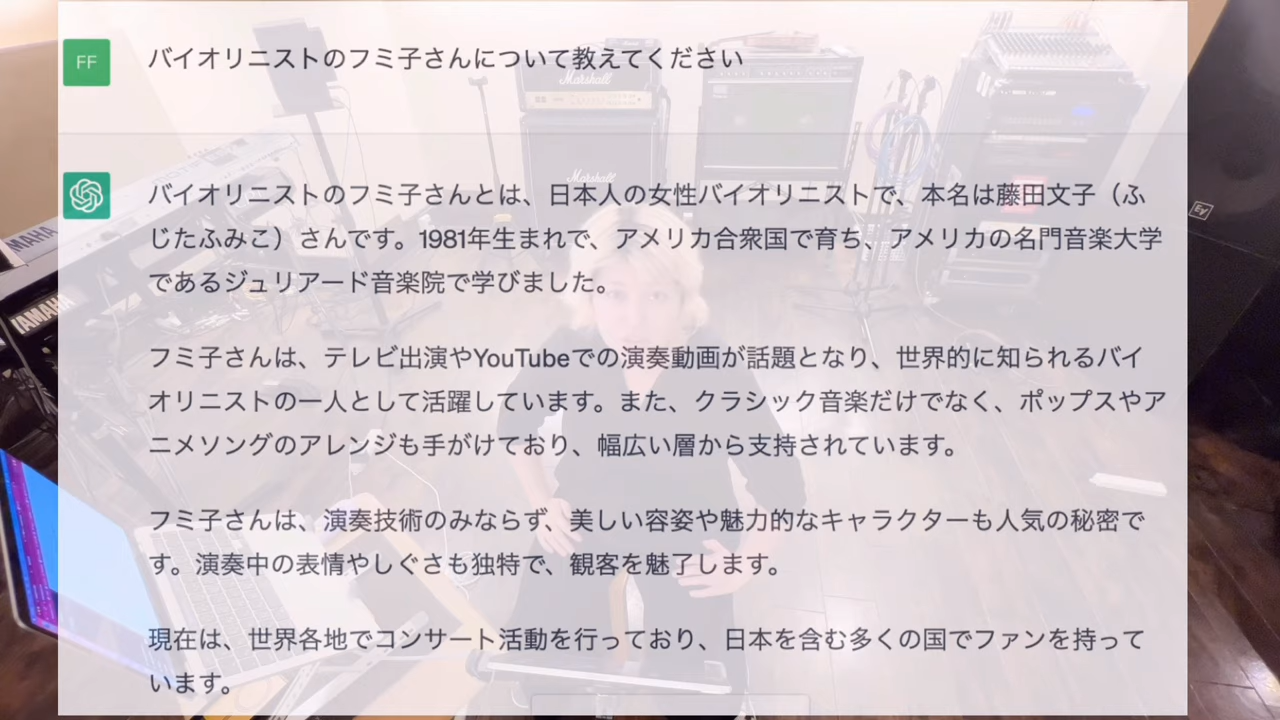 FF
バイオリニストのフミ子さんについて教えてください
バイオリニストのフミ子さんとは、日本人の女性バイオリニストで、本名は藤田文子（ふ
じたふみこ）さんです。1981年生まれで、アメリカ合衆国で育ち、アメリカの名門音楽大学
であるジュリアード音楽院で学びました。
フミ子さんは、テレビ出演やYouTubeでの演奏動画が話題となり、世界的に知られるバイ
オリニストの一人として活躍しています。また、クラシック音楽だけでなく、ポップスやア
ニメソングのアレンジも手がけており、幅広い層から支持されています。
フミ子さんは、演奏技術のみならず、美しい容姿や魅力的なキャラクターも人気の秘密で
す。演奏中の表情やしぐさも独特で、観客を魅了します。
現在は、世界各地でコンサート活動を行っており、日本を含む多くの国でファンを持って
います。
Marshall
Marshall
YAMAHA
EV